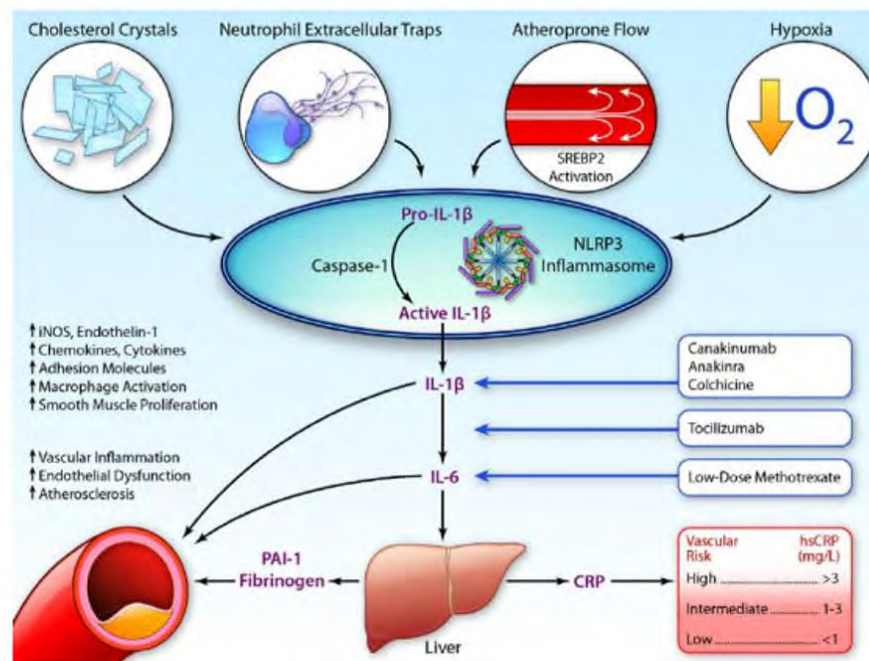 Cholesterol Crystals
Neutrophil Extracellular Traps
Atheroprone Flow
Hypoxia
SREBP2
Activation
O2
Pro-IL-1β
Caspase-1
NLRP3
Inflammasome
Active IL-1β
↑iNOS, Endothelin-1
↑Chemokines, Cytokines
↑Adhesion Molecules
↑Macrophage Activation
↑Smooth Muscle Proliferation
IL-1β
Canakinumab
Anakinra
Colchicine
Tocilizumab
↑Vascular Inflammation
↑Endothelial Dysfunction
↑Atherosclerosis
IL-6
Low-Dose Methotrexate
PAI-1
Fibrinogen
Liver
CRP
Vascular hsCRP
Risk (mg/L)
High ............... >3
Intermediate ........... 1-3
Low .................... <1